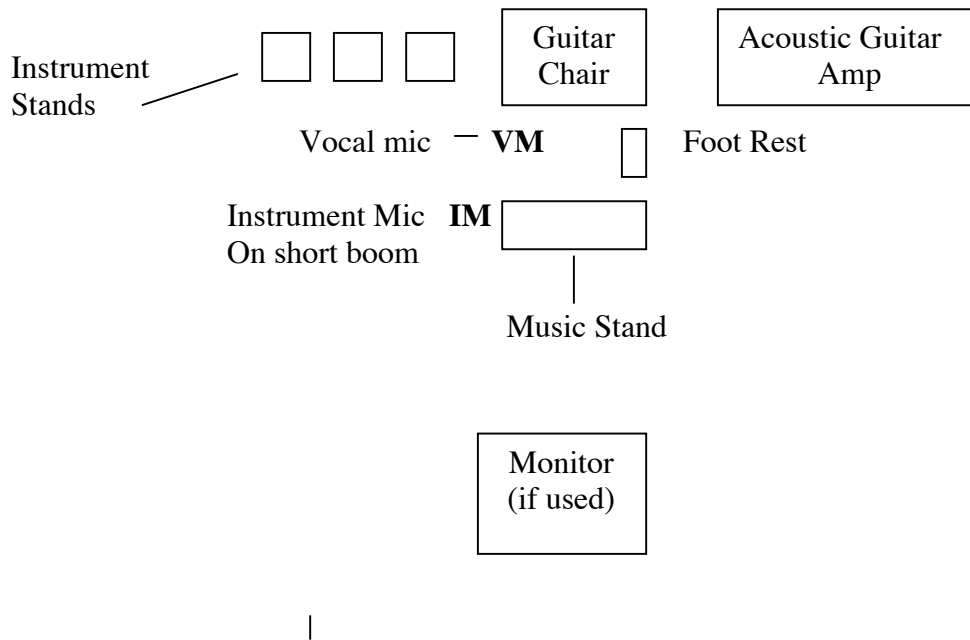 Guitar
Chair
Acoustic Guitar
Amp
Instrument
Stands
Vocal mic
VM
Foot Rest
Instrument Mic IM
On short boom
Music Stand
Monitor
(if used)